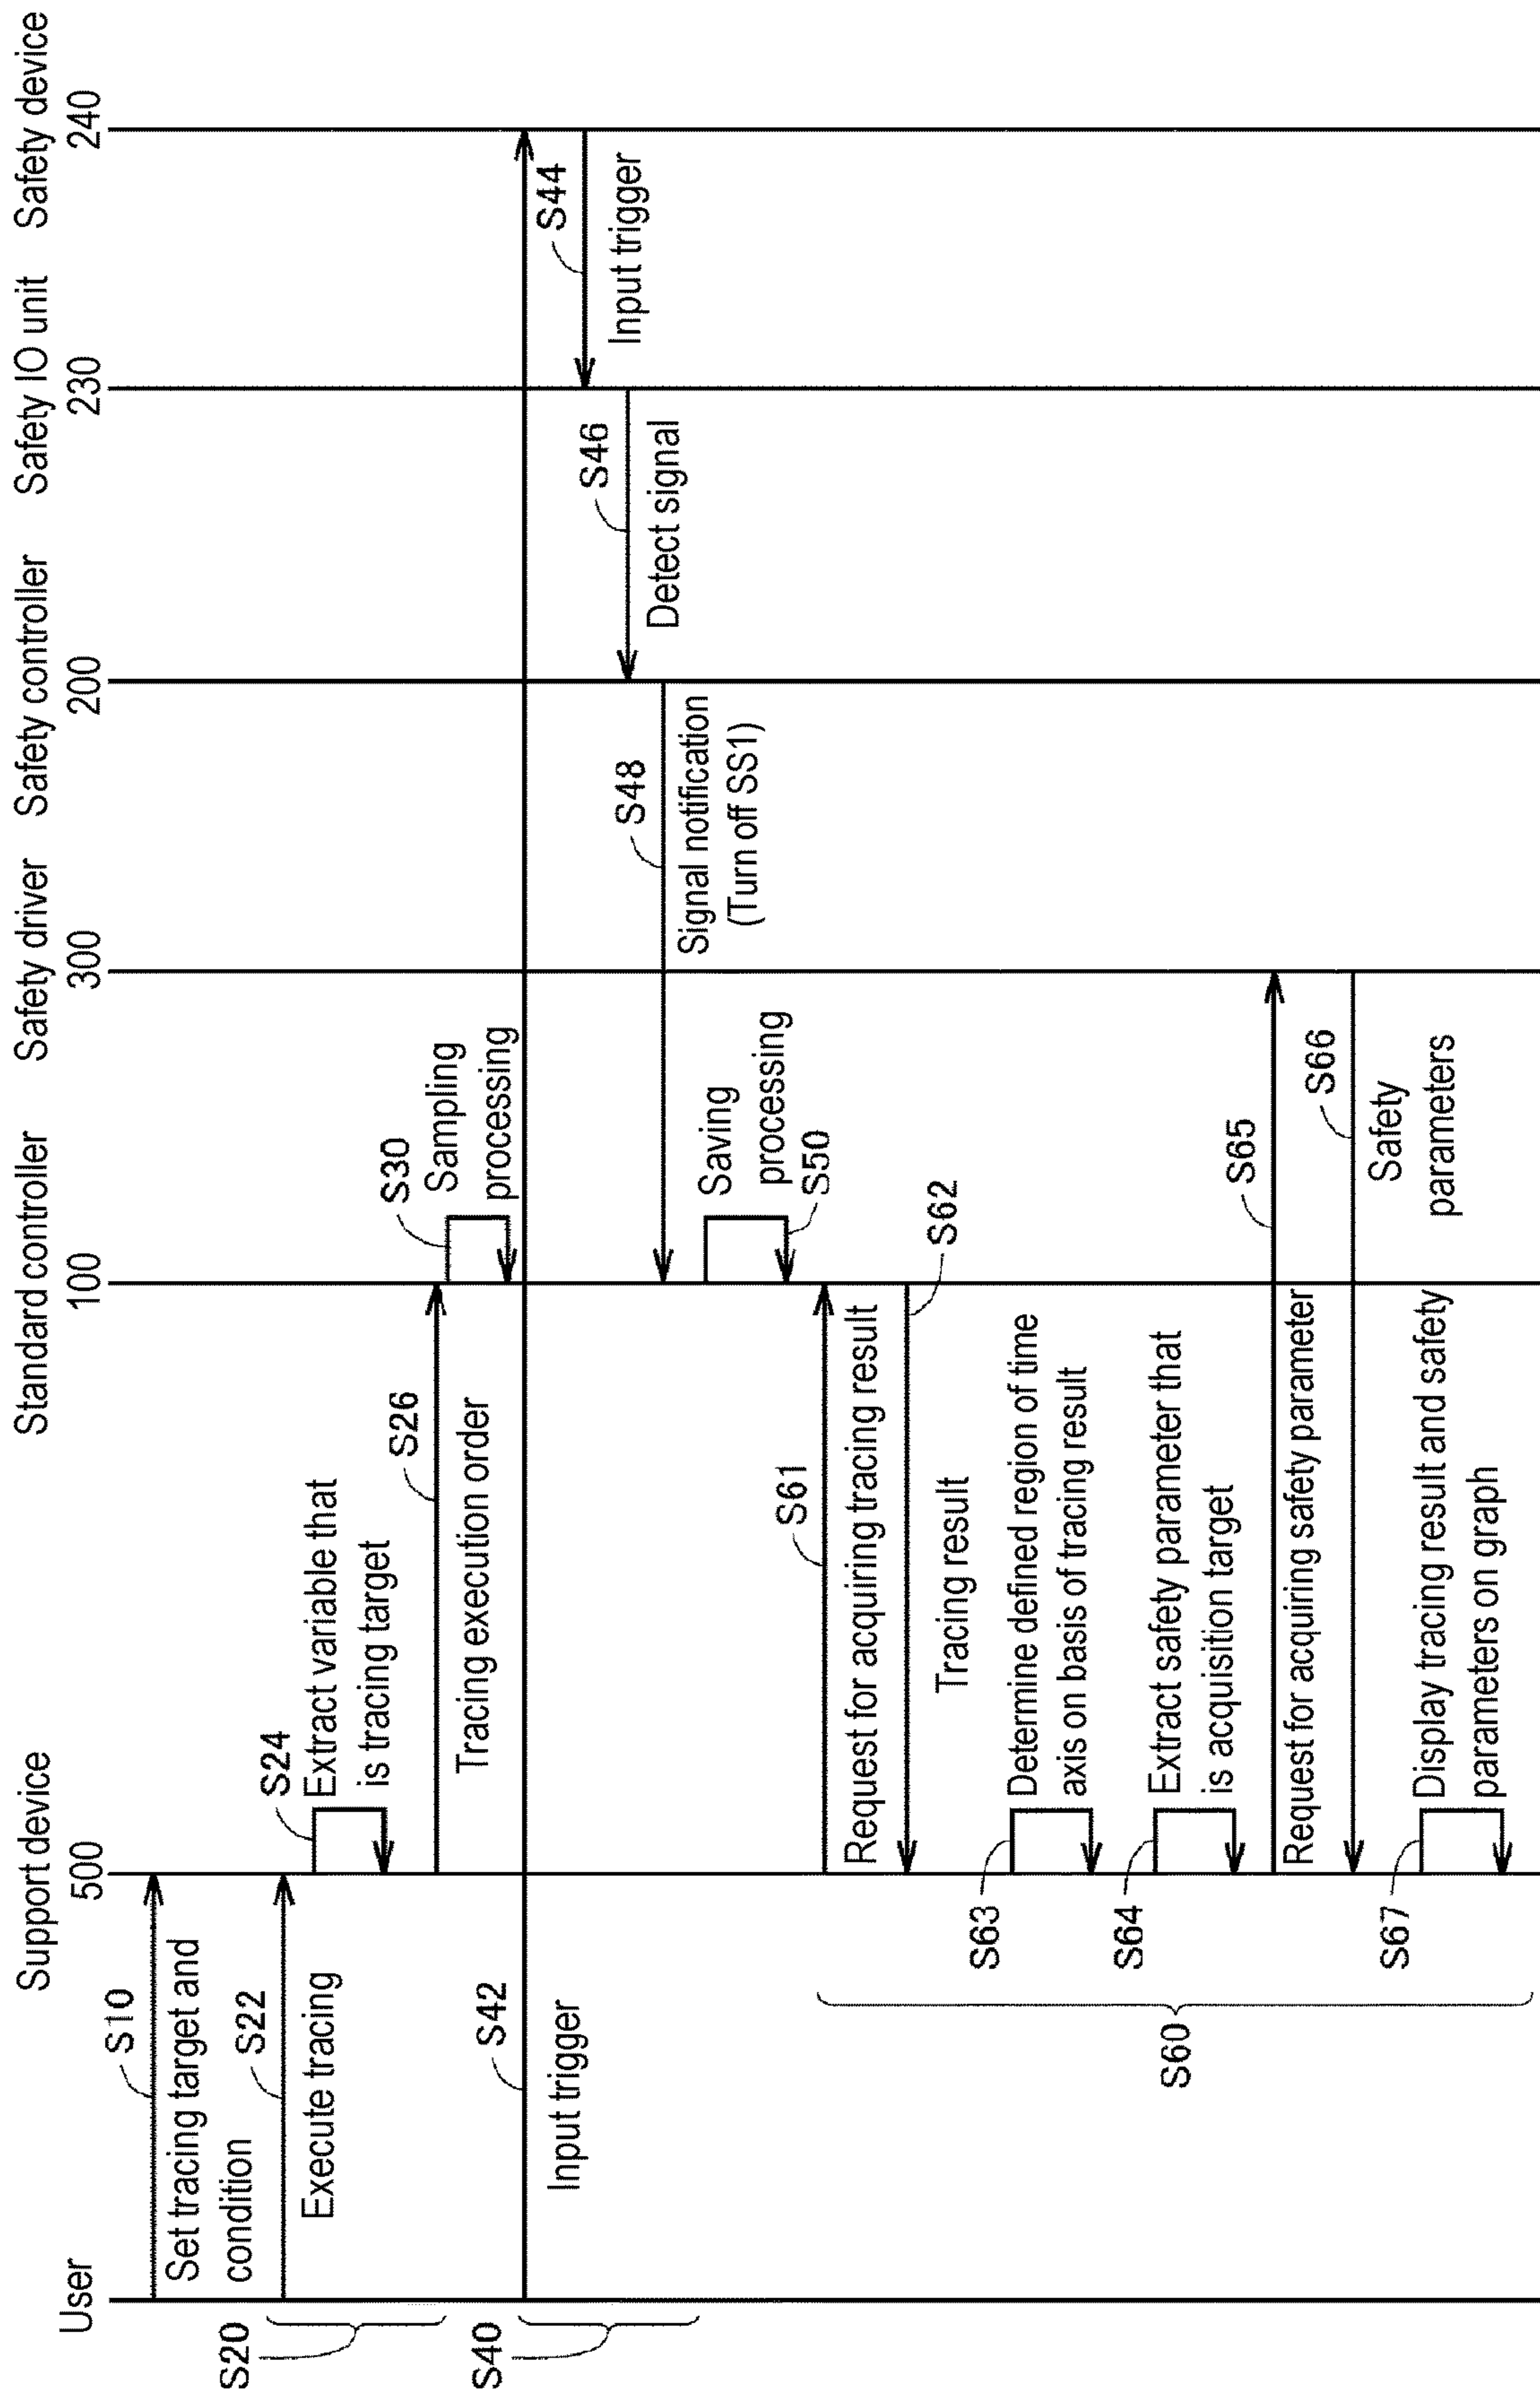 User
Support device
500
Standard controller
100
Safety driver
300
Safety controller
200
Safety IO unit
230
Safety device
240
S10
Set tracing target and
condition
S20
S22
Execute tracing
S24
Extract variable that
is tracing target
S26
Tracing execution order
S30
Sampling
processing
S40
S42
Input trigger
S44
Input trigger
S46
Detect signal
S48
Signal notification
(Turn off SS1)
Saving
processing
S50
S60
S61
Request for acquiring tracing result
S62
Tracing result
S63
Determine defined region of time
axis on basis of tracing result
S64
Extract safety parameter that
is acquisition target
S65
Request for acquiring safety parameter
S66
Safety
parameters
S67
Display tracing result and safety
parameters on graph